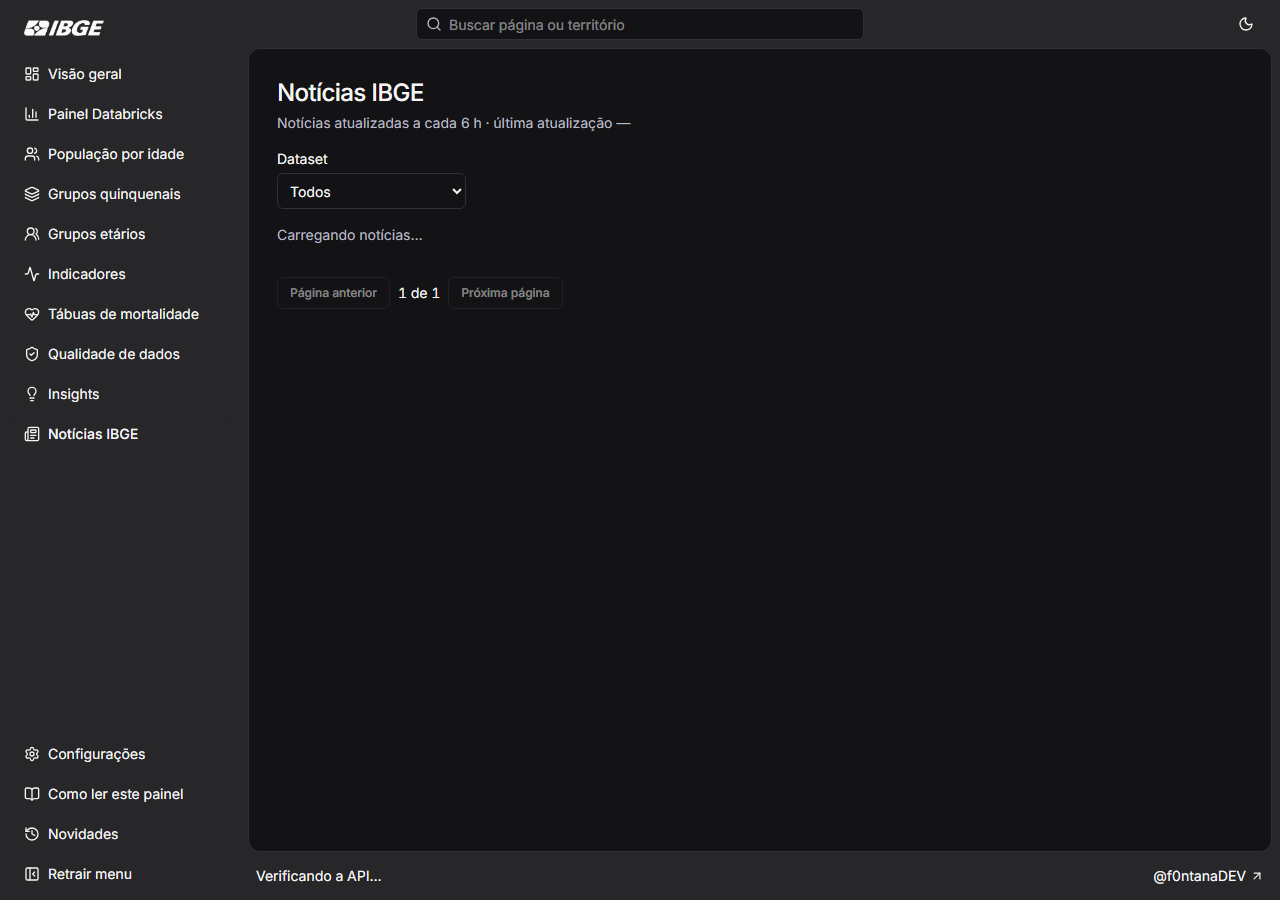 IBGE
Buscar página ou território
Visão geral
Painel Databricks
População por idade
Grupos quinquenais
Grupos etários
Indicadores
Tábuas de mortalidade
Qualidade de dados
Insights
Notícias IBGE
Configurações
Como ler este painel
Novidades
Retrair menu
Notícias IBGE
Notícias atualizadas a cada 6 h · última atualização —
Dataset
Todos
Carregando notícias...
Página anterior 1 de 1 Próxima página
Verificando a API...
@f0ntanaDEV